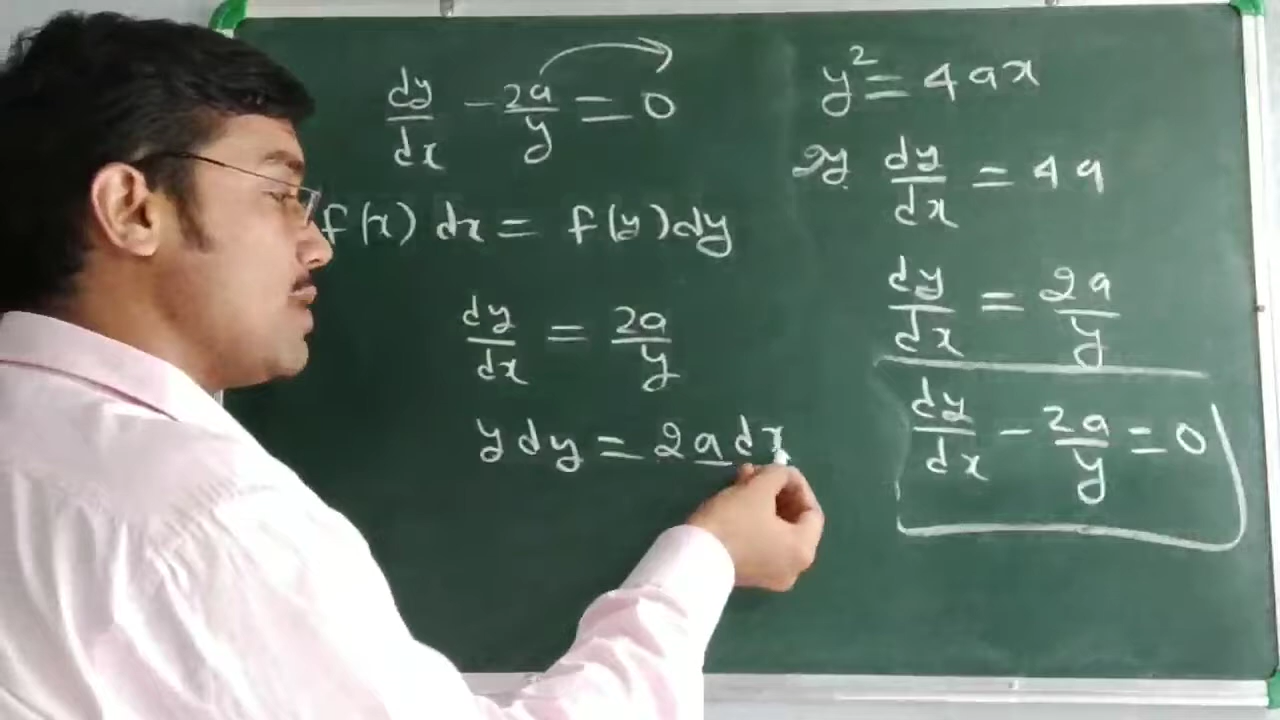 dy/dx - 2a/y = 0
f(x) dx = f(y) dy
dy/dx = 2a/y
y dy = 2a dx
y² = 4ax
2y dy/dx = 4a
dy/dx = 2a/y
dy/dx - 2a/y = 0